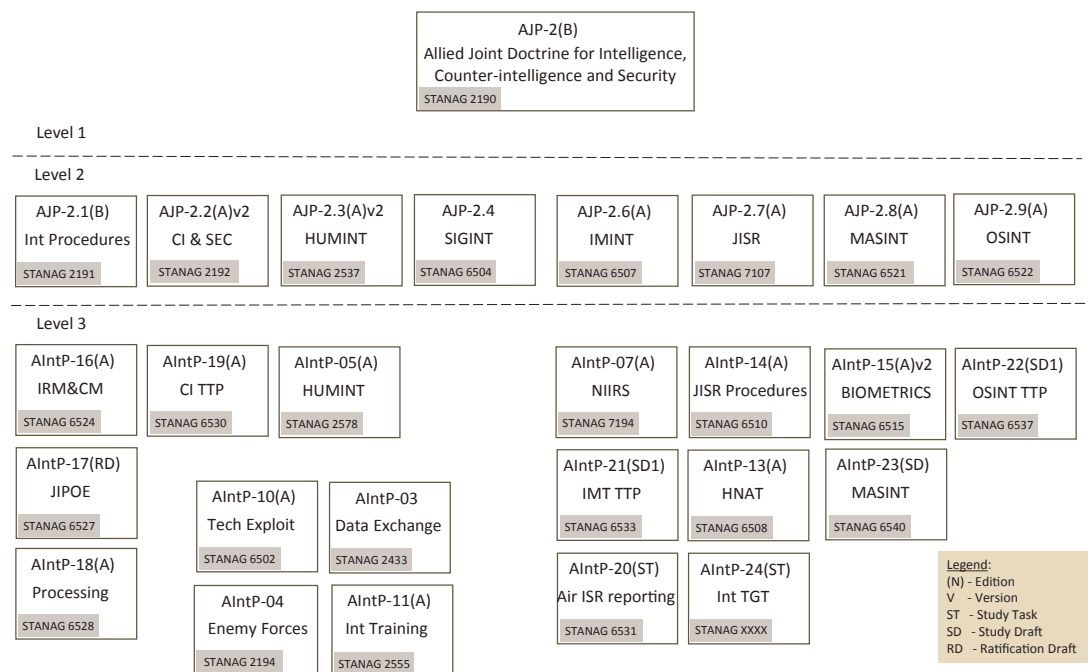 AJP-2(B)
Allied Joint Doctrine for Intelligence,
Counter-intelligence and Security
STANAG 2190
Level 1
Level 2
AJP-2.1(B)
Int Procedures
STANAG 2191
AJP-2.2(A)v2
CI & SEC
STANAG 2192
AJP-2.3(A)v2
HUMINT
STANAG 2537
AJP-2.4
SIGINT
STANAG 6504
AJP-2.6(A)
IMINT
STANAG 6507
AJP-2.7(A)
JISR
STANAG 7107
AJP-2.8(A)
MASINT
STANAG 6521
AJP-2.9(A)
OSINT
STANAG 6522
Level 3
AIntP-16(A)
IRM&CM
STANAG 6524
AIntP-19(A)
CI TTP
STANAG 6530
AIntP-05(A)
HUMINT
STANAG 2578
AIntP-07(A)
NIIRS
STANAG 7194
AIntP-14(A)
JISR Procedures
STANAG 6510
AIntP-15(A)v2
BIOMETRICS
STANAG 6515
AIntP-22(SD1)
OSINT TTP
STANAG 6537
AIntP-17(RD)
JIPOE
STANAG 6527
AIntP-10(A)
Tech Exploit
STANAG 6502
AIntP-03
Data Exchange
STANAG 2433
AIntP-21(SD1)
IMT TTP
STANAG 6533
AIntP-13(A)
HNAT
STANAG 6508
AIntP-23(SD)
MASINT
STANAG 6540
AIntP-18(A)
Processing
STANAG 6528
AIntP-04
Enemy Forces
STANAG 2194
AIntP-11(A)
Int Training
STANAG 2555
AIntP-20(ST)
Air ISR reporting
STANAG 6531
AIntP-24(ST)
Int TGT
STANAG XXXX
Legend:
(N) - Edition
V - Version
ST - Study Task
SD - Study Draft
RD - Ratification Draft